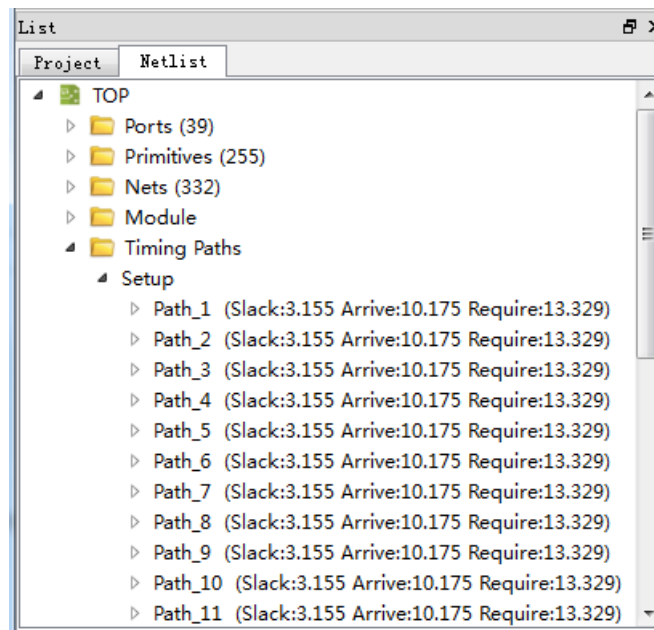 List
Project Netlist
TOP
Ports (39)
Primitives (255)
Nets (332)
Module
Timing Paths
Setup
Path_1 (Slack:3.155 Arrive:10.175 Require:13.329)
Path_2 (Slack:3.155 Arrive:10.175 Require:13.329)
Path_3 (Slack:3.155 Arrive:10.175 Require:13.329)
Path_4 (Slack:3.155 Arrive:10.175 Require:13.329)
Path_5 (Slack:3.155 Arrive:10.175 Require:13.329)
Path_6 (Slack:3.155 Arrive:10.175 Require:13.329)
Path_7 (Slack:3.155 Arrive:10.175 Require:13.329)
Path_8 (Slack:3.155 Arrive:10.175 Require:13.329)
Path_9 (Slack:3.155 Arrive:10.175 Require:13.329)
Path_10 (Slack:3.155 Arrive:10.175 Require:13.329)
Path_11 (Slack:3.155 Arrive:10.175 Require:13.329)